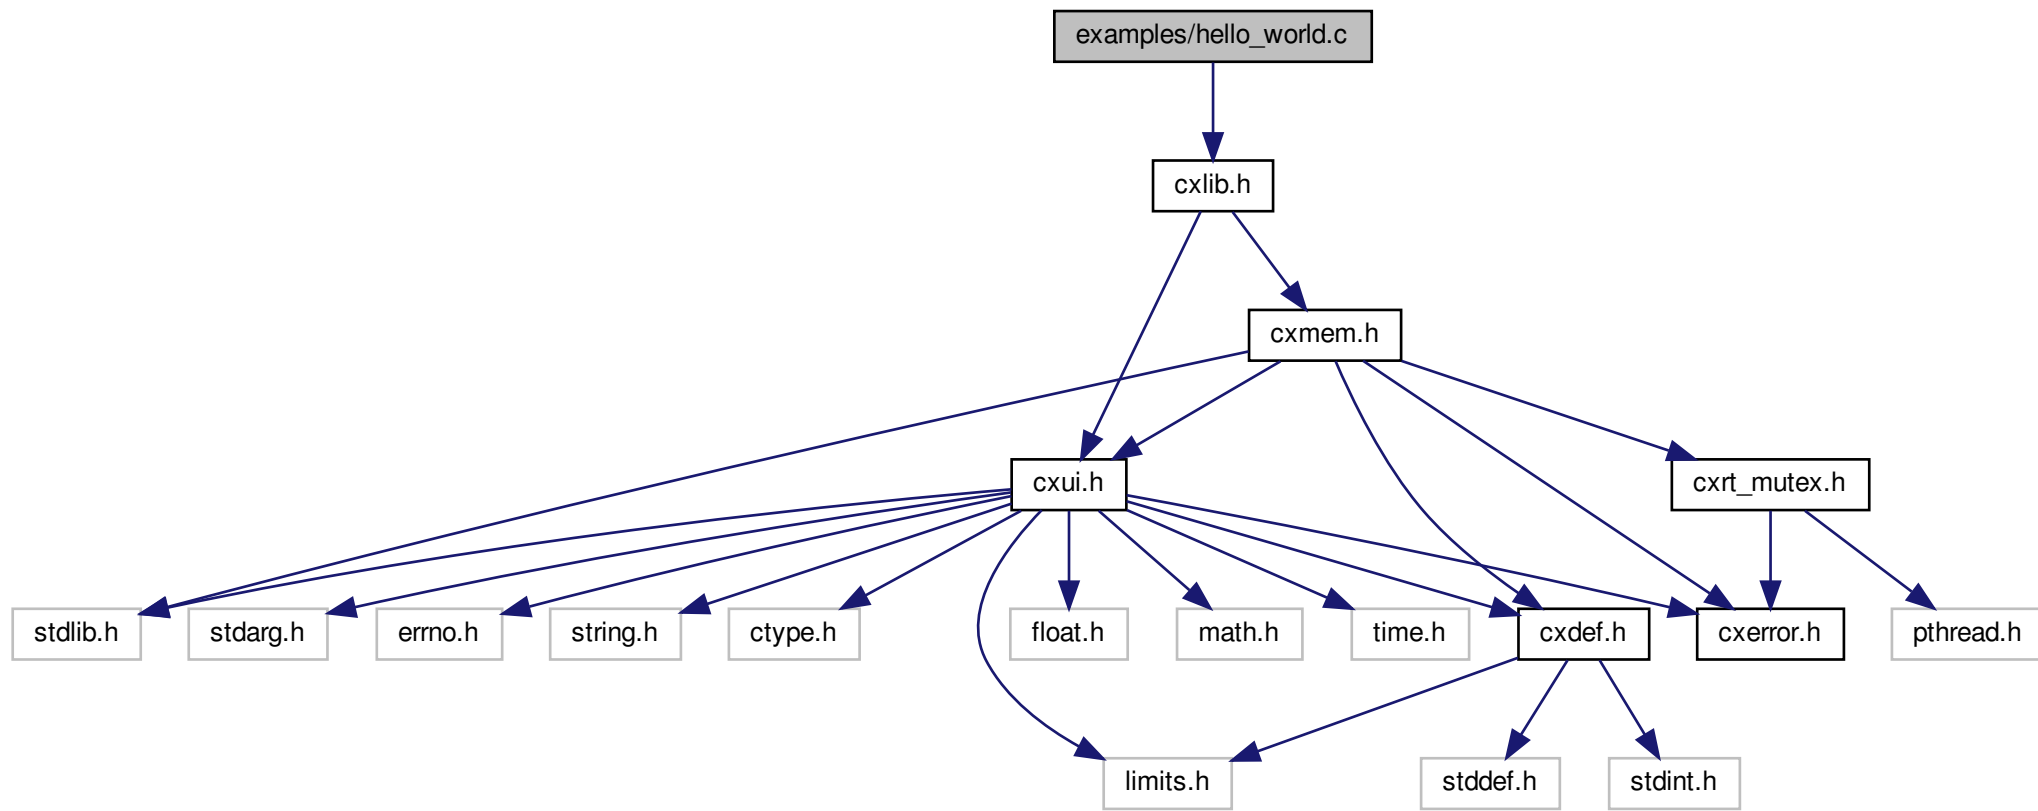 examples/hello_world.c
cxlib.h
cxmem.h
cxui.h
cxrt_mutex.h
stdlib.h
stdarg.h
errno.h
string.h
ctype.h
float.h
math.h
time.h
cxdef.h
cxerror.h
pthread.h
limits.h
stddef.h
stdint.h